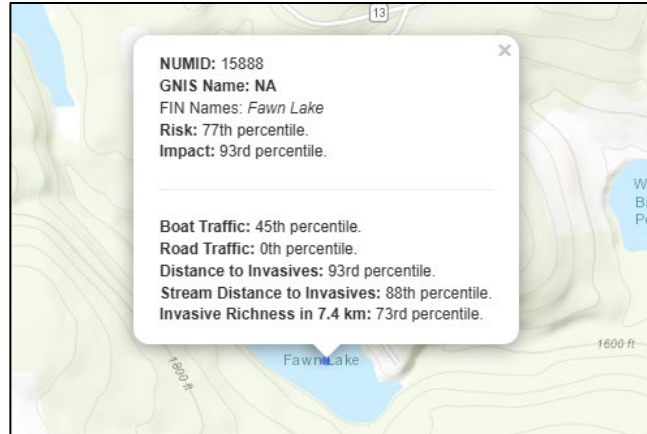 13
×
NUMID: 15888
GNIS Name: NA
FIN Names: Fawn Lake
Risk: 77th percentile.
Impact: 93rd percentile.
Boat Traffic: 45th percentile.
Road Traffic: 0th percentile.
Distance to Invasives: 93rd percentile.
Stream Distance to Invasives: 88th percentile.
Invasive Richness in 7.4 km: 73rd percentile.
Fawn Lake
1800 ft
1600 ft